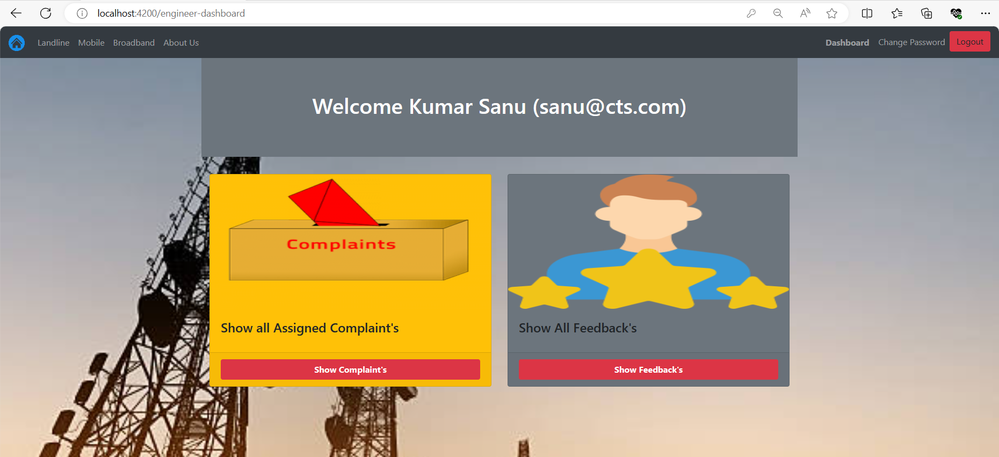 localhost:4200/engineer-dashboard
Landline Mobile Broadband About Us Dashboard Change Password Logout
Welcome Kumar Sanu (sanu@cts.com)
Complaints
Show all Assigned Complaint's
Show Complaint's
Show All Feedback's
Show Feedback's